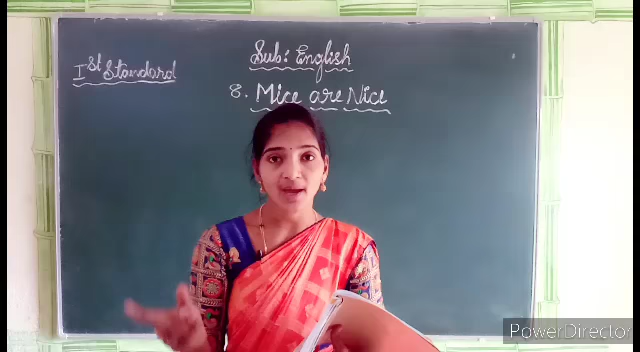 Sub: English
Ist Standard
8. Mice are Nice
PowerDirector